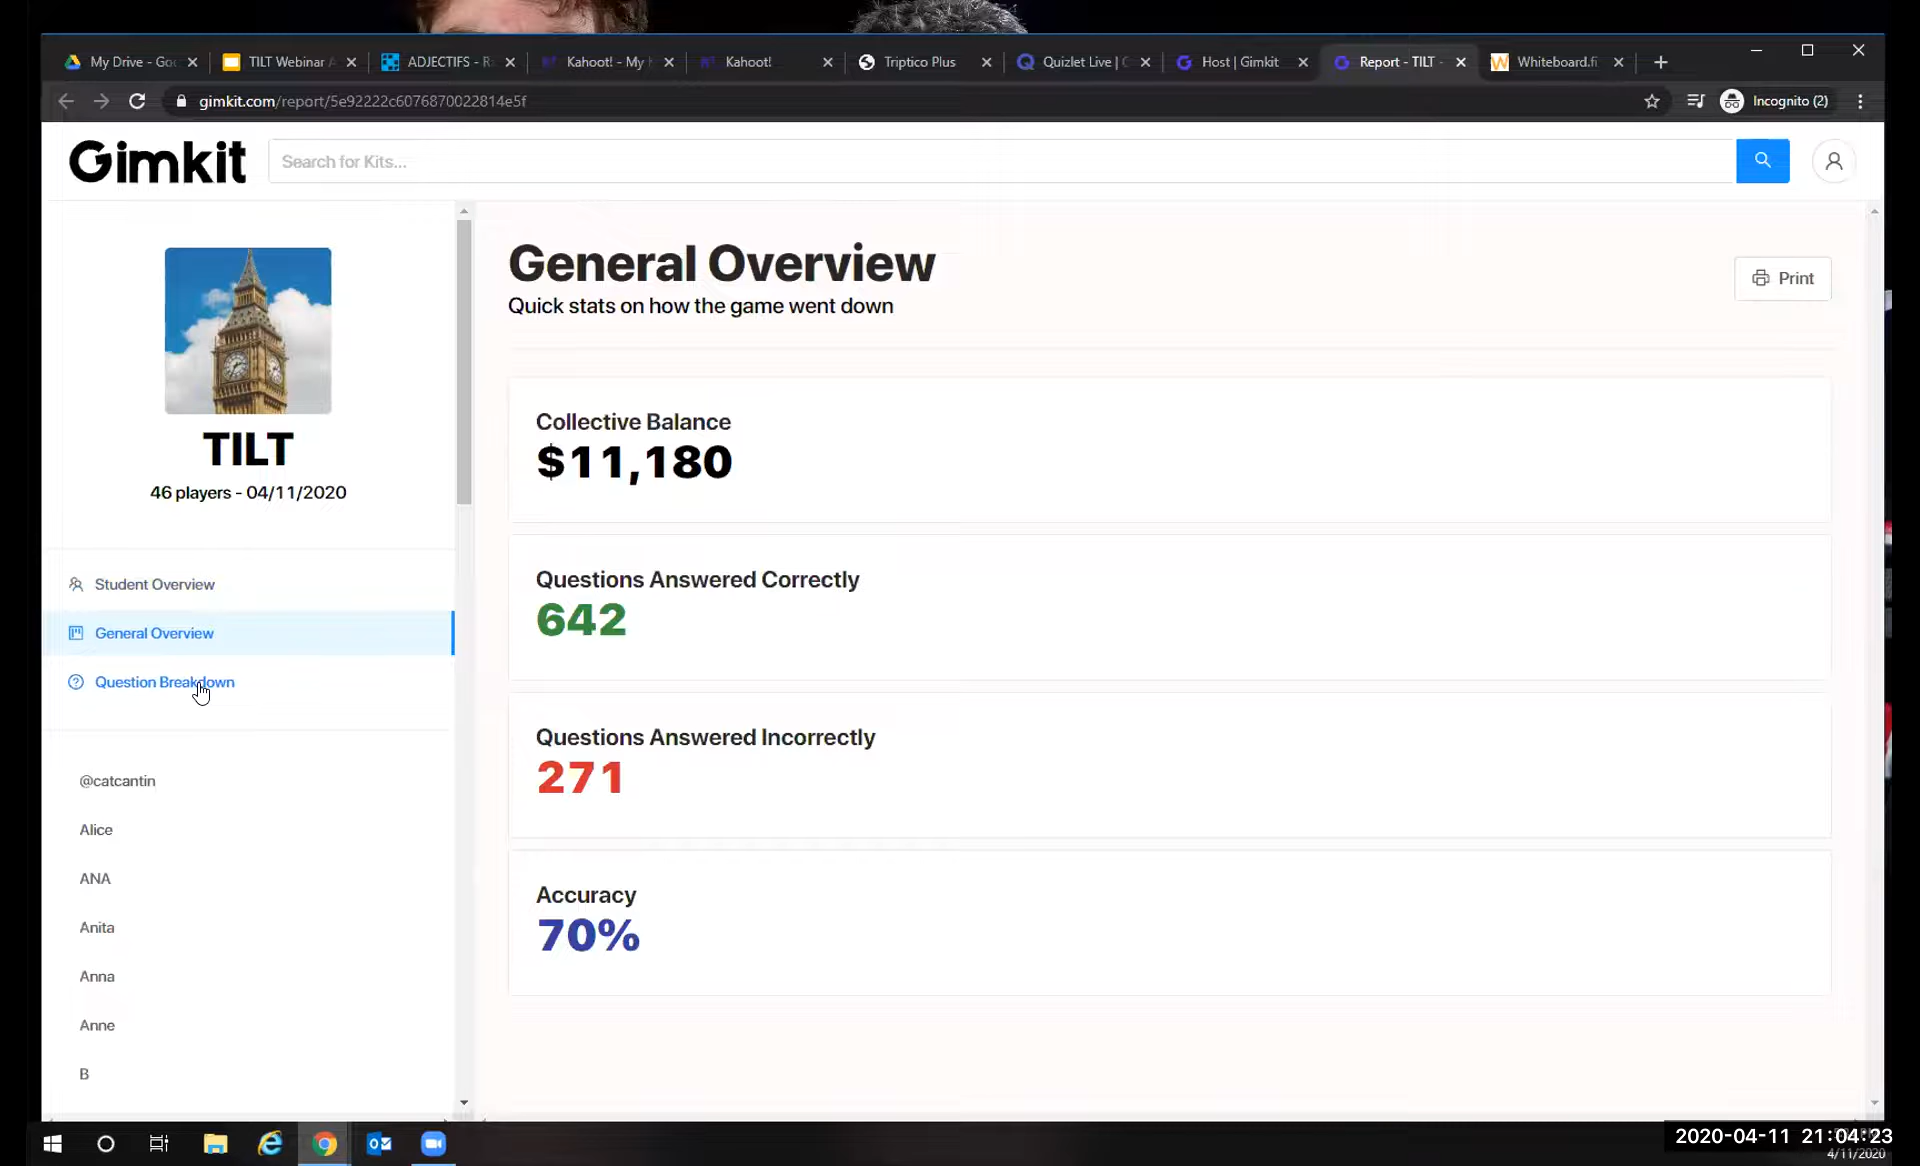 My Drive - Goo
TILT Webinar A
ADJECTIFS - R
Kahoot! - My
Kahoot!
Triptico Plus
Quizlet Live |
Host | Gimkit
Report - TILT -
Whiteboard.fi
gimkit.com/report/5e92222c6076870022814e5f
Incognito (2)
Gimkit
Search for Kits...
TILT
46 players - 04/11/2020
Student Overview
General Overview
Question Breakdown
@catcantin
Alice
ANA
Anita
Anna
Anne
B
General Overview
Quick stats on how the game went down
Print
Collective Balance
$11,180
Questions Answered Correctly
642
Questions Answered Incorrectly
271
Accuracy
70%
2020-04-11 21:04:23
4/11/2020